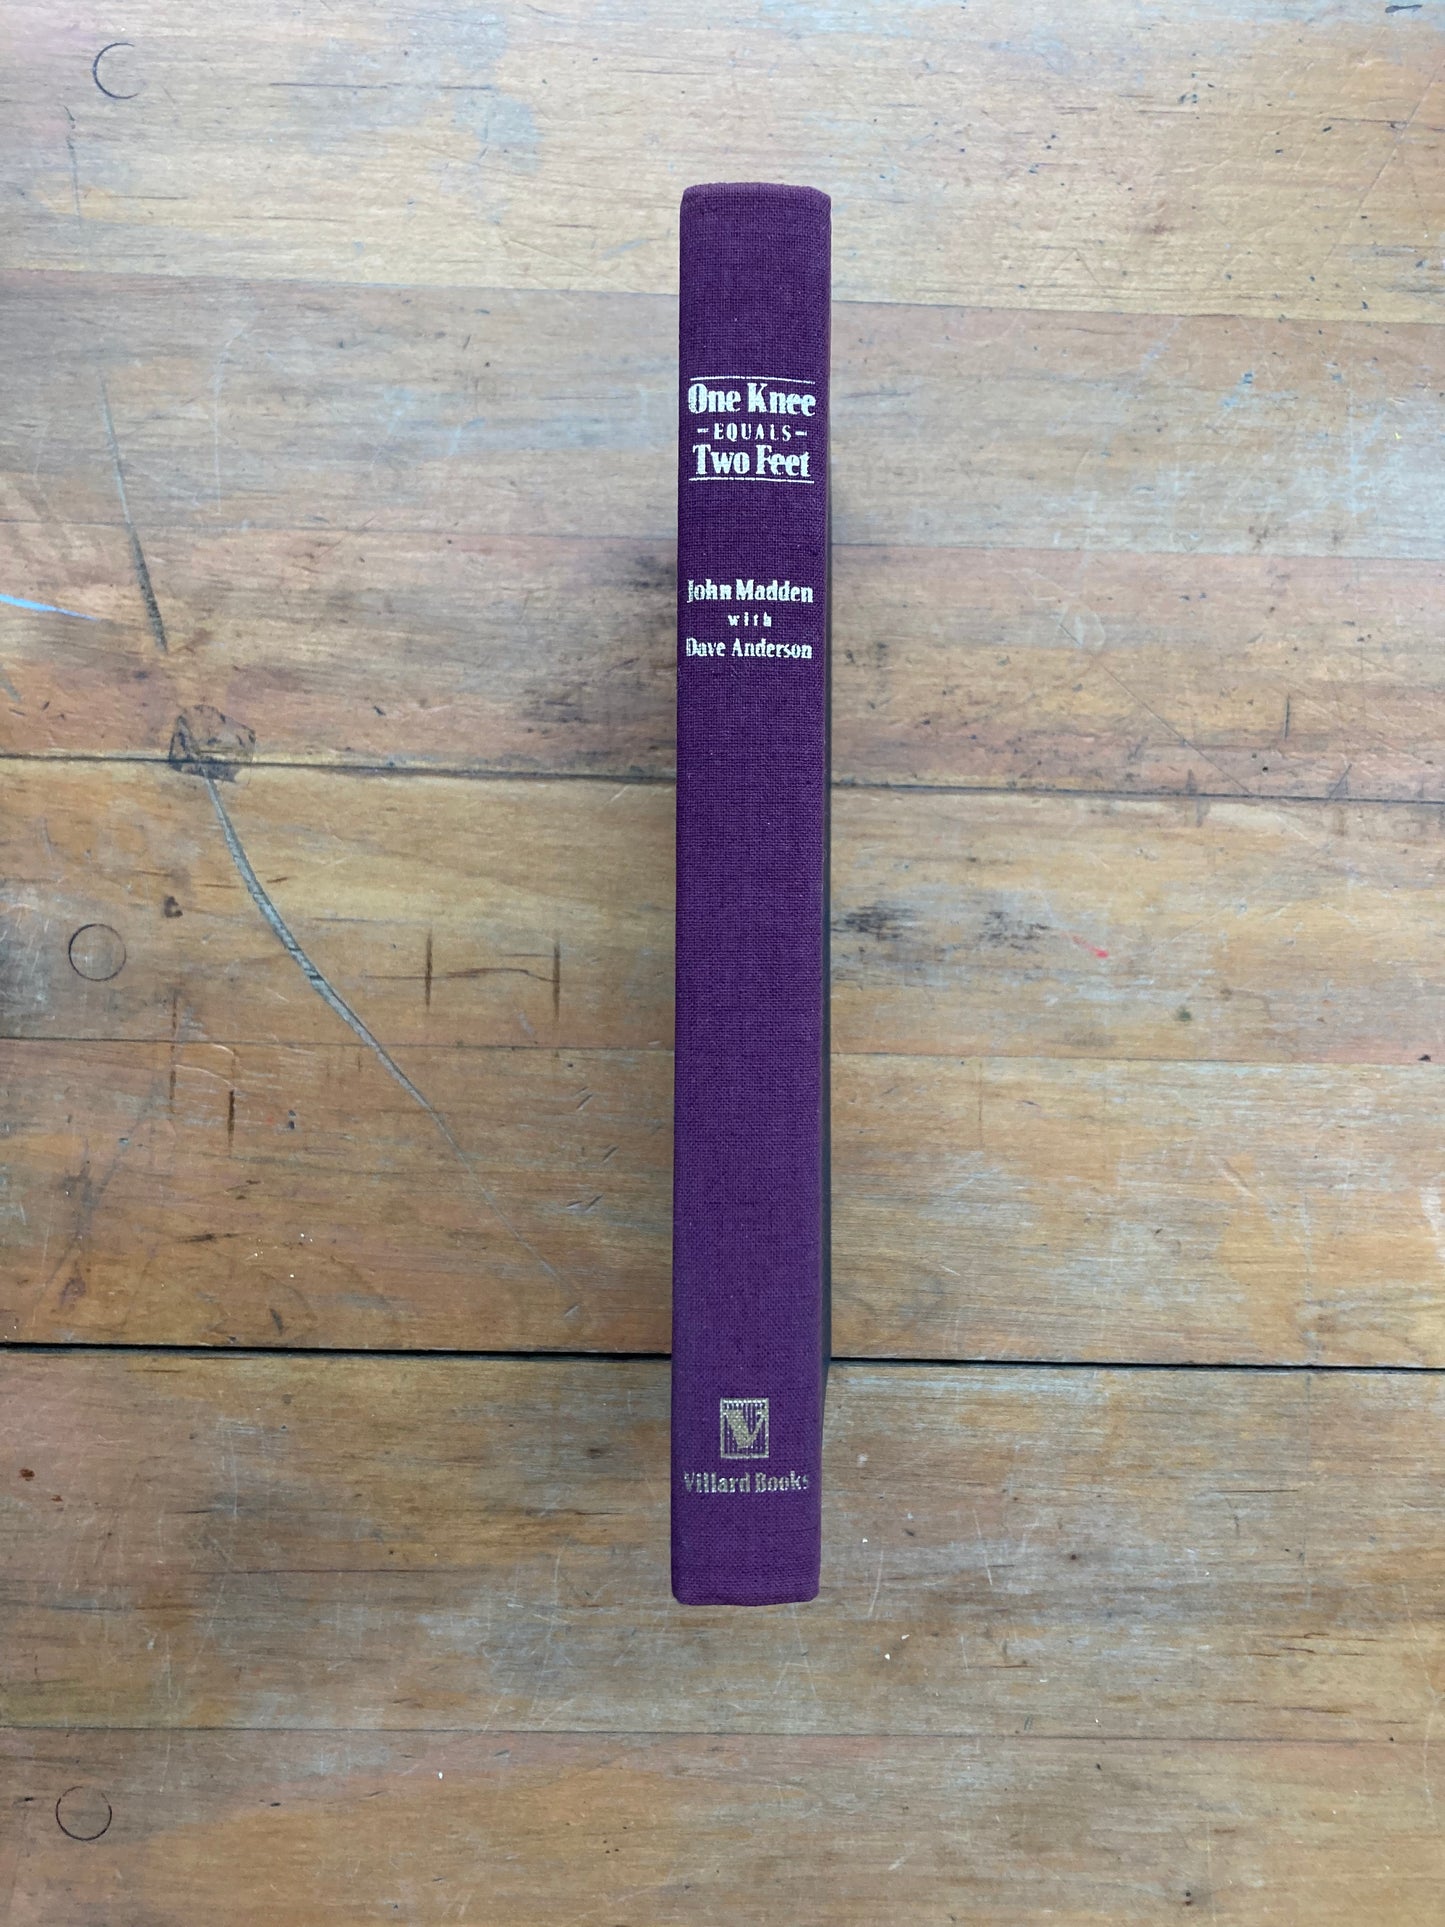 One Knee
-EQUALS-
Two Feet
John Madden
with
Dave Anderson
V
Villard Books